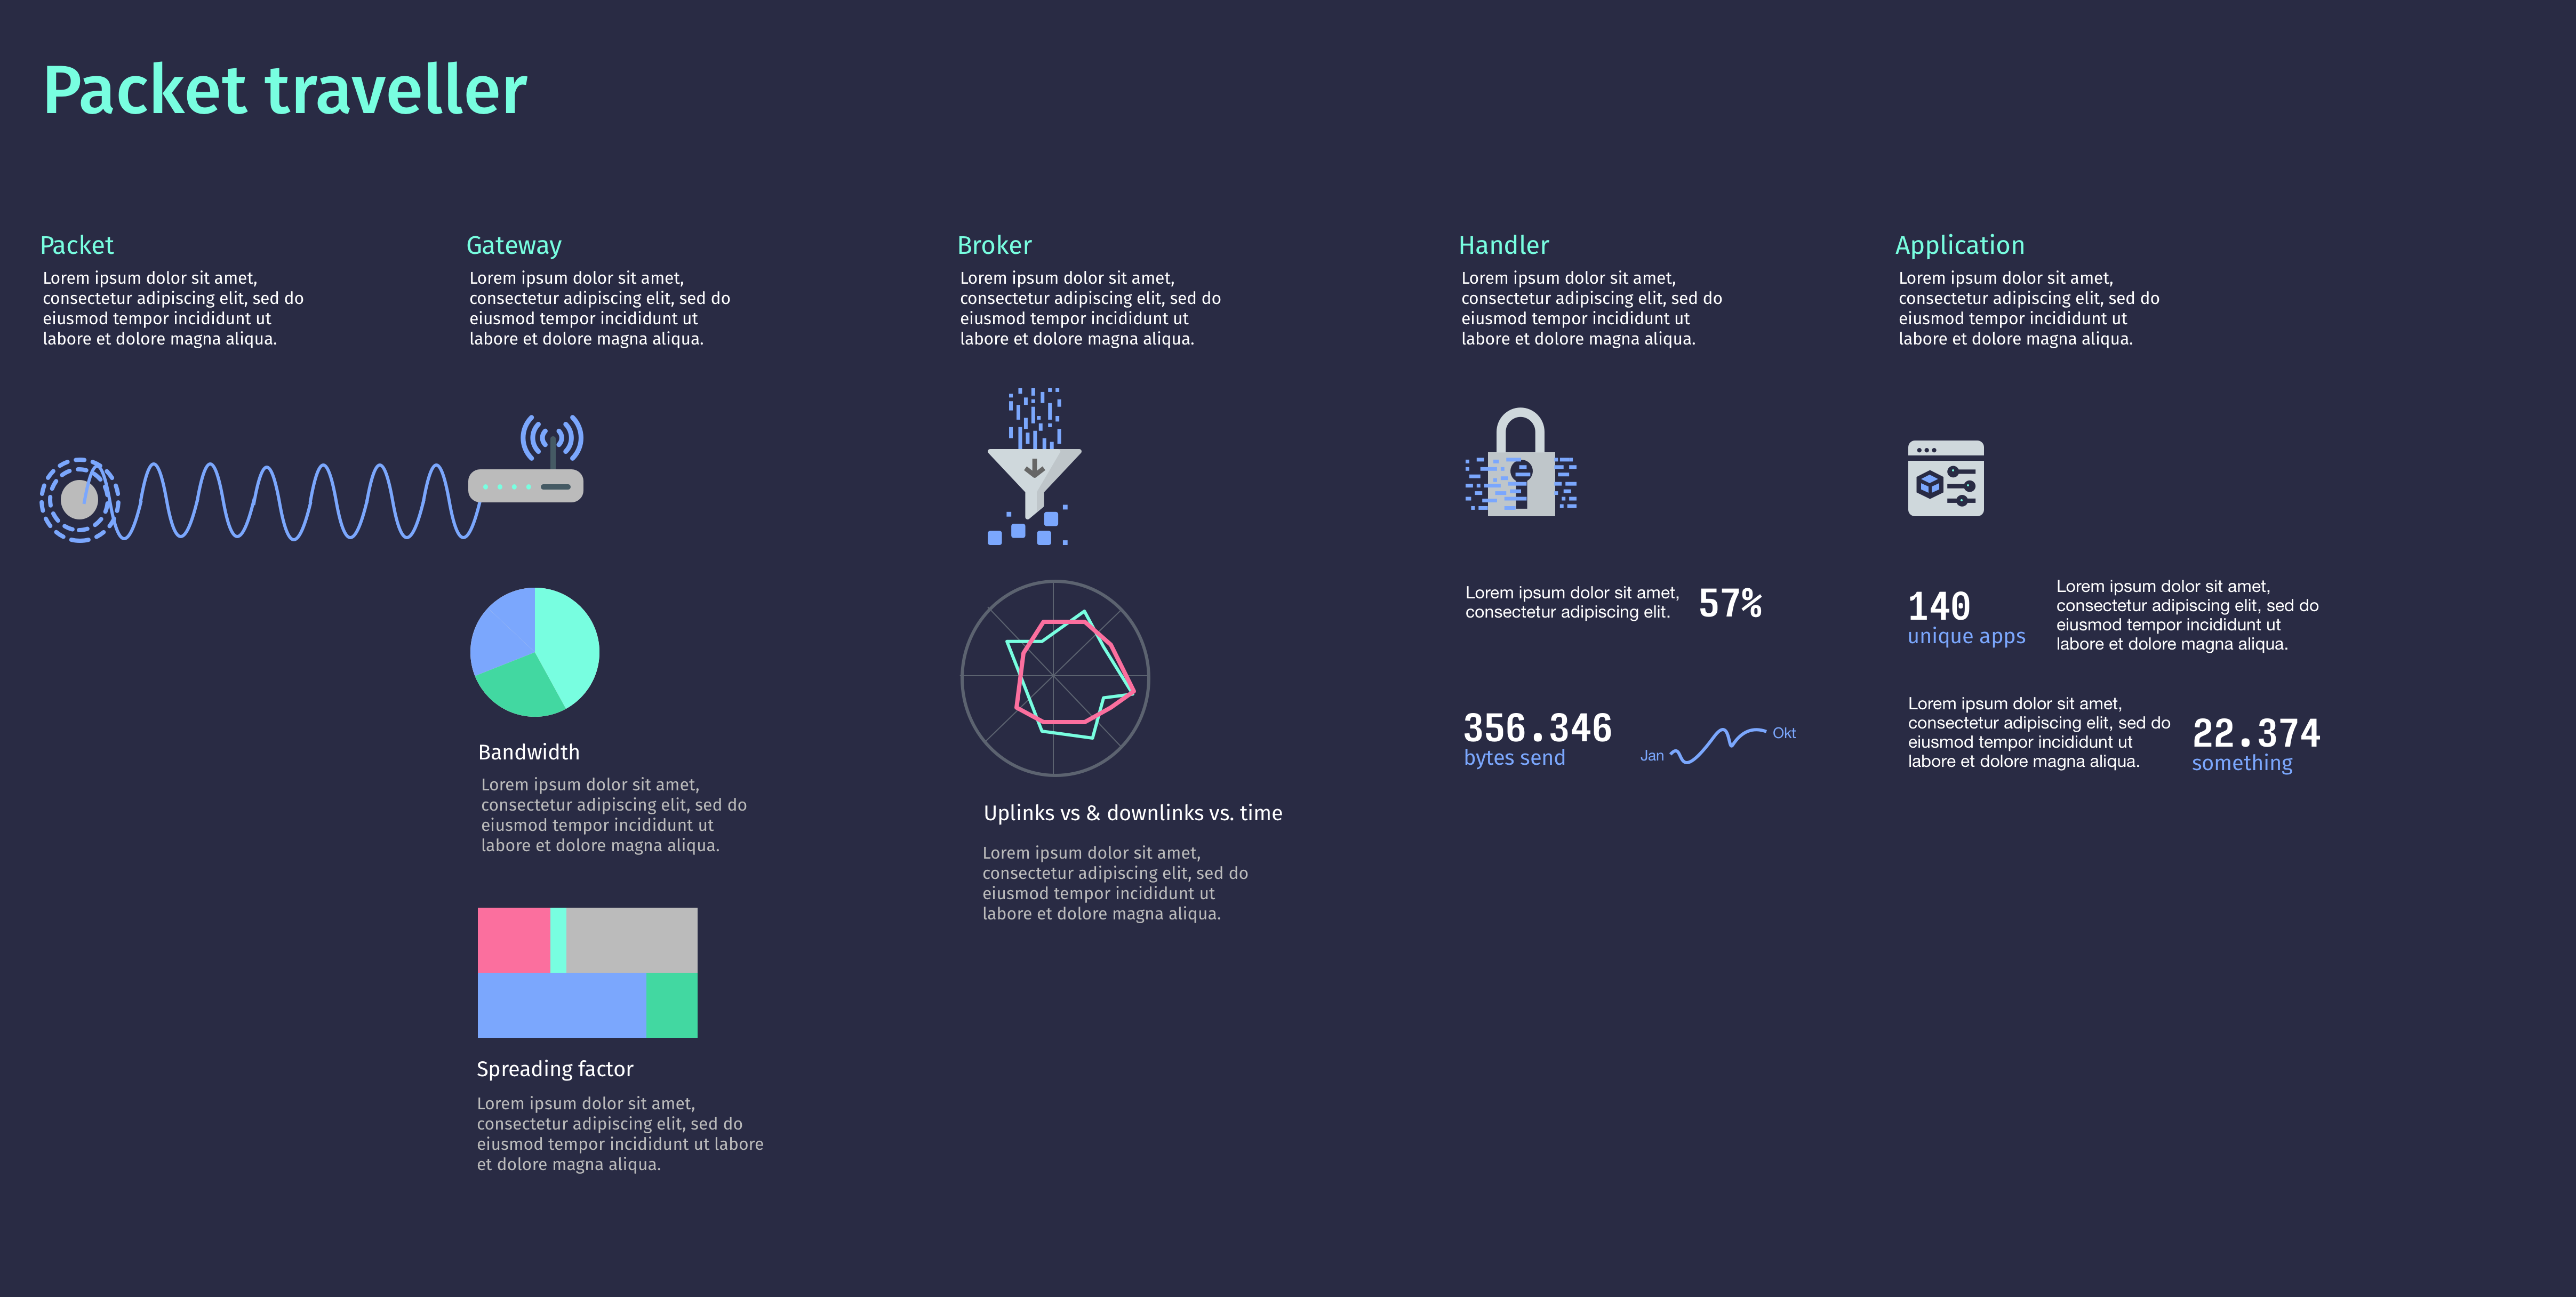 Packet traveller
Packet
Lorem ipsum dolor sit amet,
consectetur adipiscing elit, sed do
eiusmod tempor incididunt ut
labore et dolore magna aliqua.
Gateway
Lorem ipsum dolor sit amet,
consectetur adipiscing elit, sed do
eiusmod tempor incididunt ut
labore et dolore magna aliqua.
Bandwidth
Lorem ipsum dolor sit amet,
consectetur adipiscing elit, sed do
eiusmod tempor incididunt ut
labore et dolore magna aliqua.
Spreading factor
Lorem ipsum dolor sit amet,
consectetur adipiscing elit, sed do
eiusmod tempor incididunt ut labore
et dolore magna aliqua.
Broker
Lorem ipsum dolor sit amet,
consectetur adipiscing elit, sed do
eiusmod tempor incididunt ut
labore et dolore magna aliqua.
Uplinks vs & downlinks vs. time
Lorem ipsum dolor sit amet,
consectetur adipiscing elit, sed do
eiusmod tempor incididunt ut
labore et dolore magna aliqua.
Handler
Lorem ipsum dolor sit amet,
consectetur adipiscing elit, sed do
eiusmod tempor incididunt ut
labore et dolore magna aliqua.
Lorem ipsum dolor sit amet,
consectetur adipiscing elit.
57%
356.346
bytes send
Jan
Okt
Application
Lorem ipsum dolor sit amet,
consectetur adipiscing elit, sed do
eiusmod tempor incididunt ut
labore et dolore magna aliqua.
140
unique apps
Lorem ipsum dolor sit amet,
consectetur adipiscing elit, sed do
eiusmod tempor incididunt ut
labore et dolore magna aliqua.
Lorem ipsum dolor sit amet,
consectetur adipiscing elit, sed do
eiusmod tempor incididunt ut
labore et dolore magna aliqua.
22.374
something